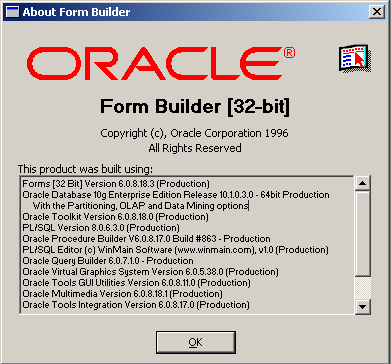 About Form Builder
ORACLE®
Form Builder [32-bit]
Copyright (c), Oracle Corporation 1996
All Rights Reserved
This product was built using:
Forms [32 Bit] Version 6.0.8.18.3 (Production)
Oracle Database 10g Enterprise Edition Release 10.1.0.3.0 - 64bit Production
With the Partitioning, OLAP and Data Mining options
Oracle Toolkit Version 6.0.8.18.0 (Production)
PL/SQL Version 8.0.6.3.0 (Production)
Oracle Procedure Builder V6.0.8.17.0 Build #863 - Production
PL/SQL Editor (c) WinMain Software (www.winmain.com), v1.0 (Production)
Oracle Query Builder 6.0.7.1.0 - Production
Oracle Virtual Graphics System Version 6.0.5.38.0 (Production)
Oracle Tools GUI Utilities Version 6.0.8.11.0 (Production)
Oracle Multimedia Version 6.0.8.18.1 (Production)
Oracle Tools Integration Version 6.0.8.17.0 (Production)
OK